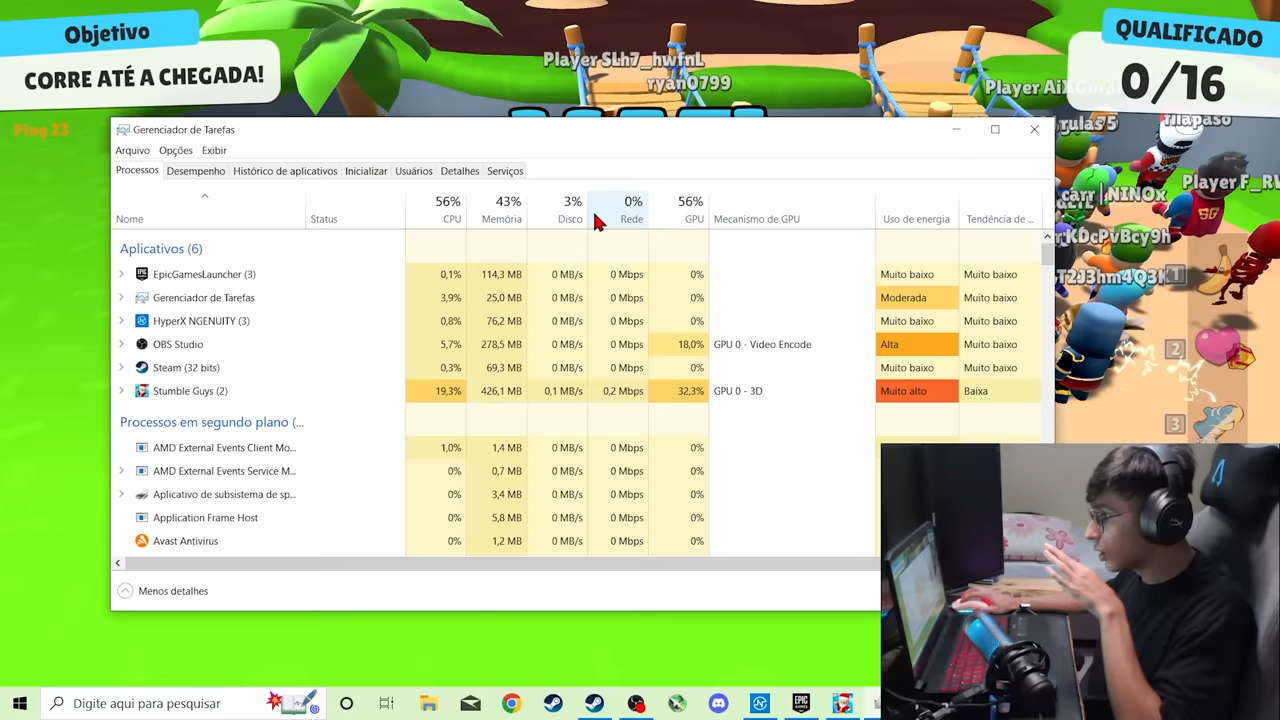 Objetivo
CORRE ATÉ A CHEGADA!
Ping 23
Player SLh7_hwfnL
ryan0799
QUALIFICADO
0/16
Gerenciador de Tarefas
Arquivo Opções Exibir
Processos Desempenho Histórico de aplicativos Inicializar Usuários Detalhes Serviços
56% 43% 3% 0% 56%
Nome Status CPU Memória Disco Rede GPU Mecanismo de GPU Uso de energia Tendência de ...
Aplicativos (6)
EpicGamesLauncher (3) 0,1% 114,3 MB 0 MB/s 0 Mbps 0% Muito baixo Muito baixo
Gerenciador de Tarefas 3,9% 25,0 MB 0 MB/s 0 Mbps 0% Moderada Muito baixo
HyperX NGENUITY (3) 0,8% 76,2 MB 0 MB/s 0 Mbps 0% Muito baixo Muito baixo
OBS Studio 5,7% 278,5 MB 0 MB/s 0 Mbps 18,0% GPU 0 - Video Encode Alta Muito baixo
Steam (32 bits) 0,3% 69,3 MB 0 MB/s 0 Mbps 0% Muito baixo Muito baixo
Stumble Guys (2) 19,3% 426,1 MB 0,1 MB/s 0,2 Mbps 32,3% GPU 0 - 3D Muito alto Baixa
Processos em segundo plano (...
AMD External Events Client Mo... 1,0% 1,4 MB 0 MB/s 0 Mbps 0%
AMD External Events Service M... 0% 0,7 MB 0 MB/s 0 Mbps 0%
Aplicativo de subsistema de sp... 0% 3,4 MB 0 MB/s 0 Mbps 0%
Application Frame Host 0% 5,8 MB 0 MB/s 0 Mbps 0%
Avast Antivirus 0% 1,2 MB 0 MB/s 0 Mbps 0%
Menos detalhes
1
2
3
Digite aqui para pesquisar